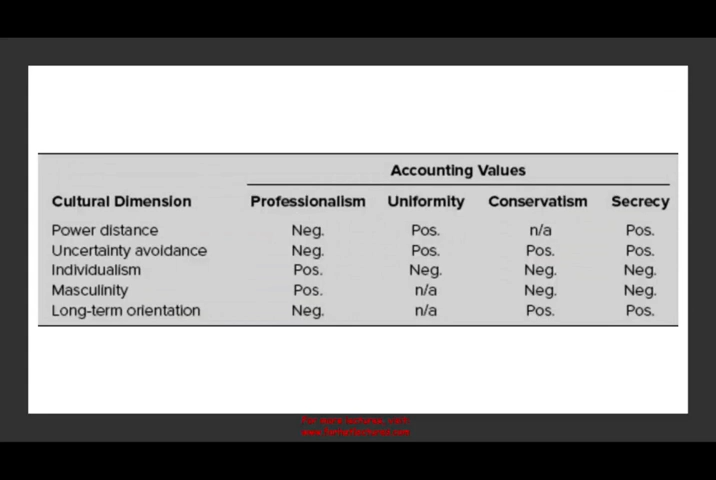 Accounting Values
Cultural Dimension Professionalism Uniformity Conservatism Secrecy
Power distance Neg. Pos. n/a Pos.
Uncertainty avoidance Neg. Pos. Pos. Pos.
Individualism Pos. Neg. Neg. Neg.
Masculinity Pos. n/a Neg. Neg.
Long-term orientation Neg. n/a Pos. Pos.